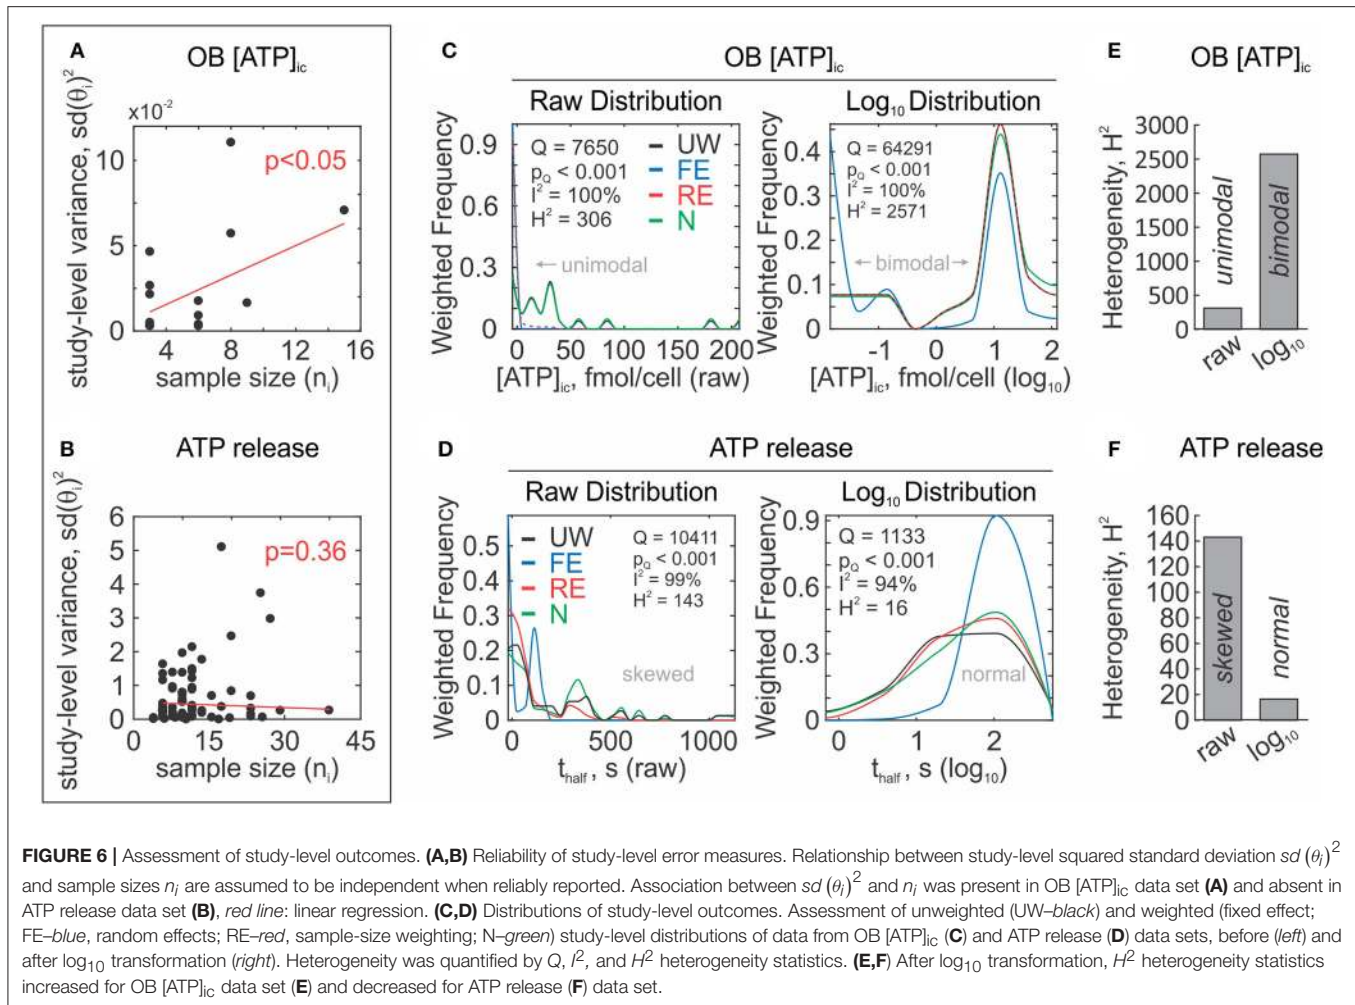 A
OB [ATP]ic
x10-2
10
5
0
4
8
12
16
p<0.05
study-level variance, sd(θi)2
sample size (ni)
B
ATP release
6
5
4
3
2
1
0
0
15
30
45
p=0.36
study-level variance, sd(θi)2
sample size (ni)
C
OB [ATP]ic
Raw Distribution
Log10 Distribution
Weighted Frequency
0.9
0.6
0.3
0
Q = 7650
pQ < 0.001
I2 = 100%
H2 = 306
UW
FE
RE
N
← unimodal
0
50
100
150
200
[ATP]ic, fmol/cell (raw)
Weighted Frequency
0.4
0.3
0.2
0.1
0
Q = 64291
pQ < 0.001
I2 = 100%
H2 = 2571
← bimodal →
-1
0
1
2
[ATP]ic, fmol/cell (log10)
D
ATP release
Raw Distribution
Log10 Distribution
Weighted Frequency
0.5
0.4
0.3
0.2
0.1
0
UW
FE
RE
N
Q = 10411
pQ < 0.001
I2 = 99%
H2 = 143
skewed
0
500
1000
thalf, s (raw)
Weighted Frequency
0.9
0.6
0.3
0
Q = 1133
pQ < 0.001
I2 = 94%
H2 = 16
normal
0
1
2
thalf, s (log10)
E
OB [ATP]ic
Heterogeneity, H2
3000
2500
2000
1500
1000
500
0
unimodal
bimodal
raw
log10
F
ATP release
Heterogeneity, H2
160
140
120
100
80
60
40
20
0
skewed
normal
raw
log10
FIGURE 6 | Assessment of study-level outcomes. (A,B) Reliability of study-level error measures. Relationship between study-level squared standard deviation sd (θi)2
and sample sizes ni are assumed to be independent when reliably reported. Association between sd (θi)2 and ni was present in OB [ATP]ic data set (A) and absent in
ATP release data set (B), red line: linear regression. (C,D) Distributions of study-level outcomes. Assessment of unweighted (UW–black) and weighted (fixed effect;
FE–blue, random effects; RE–red, sample-size weighting; N–green) study-level distributions of data from OB [ATP]ic (C) and ATP release (D) data sets, before (left) and
after log10 transformation (right). Heterogeneity was quantified by Q, I2, and H2 heterogeneity statistics. (E,F) After log10 transformation, H2 heterogeneity statistics
increased for OB [ATP]ic data set (E) and decreased for ATP release (F) data set.